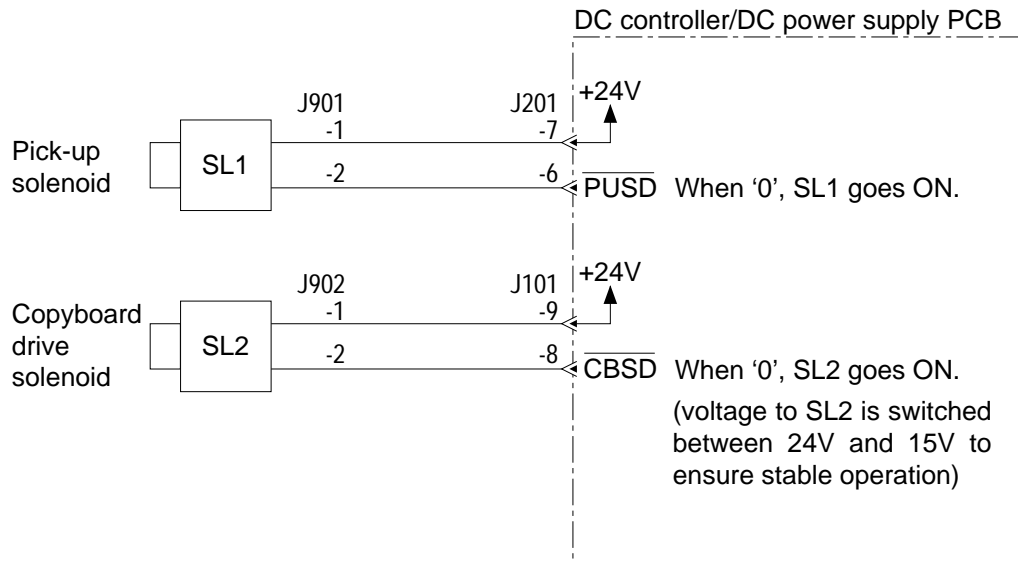 DC controller/DC power supply PCB
+24V
J901
J201
-1
-7
Pick-up
solenoid
SL1
-2
-6
PUSD When ‘0’, SL1 goes ON.
+24V
J902
J101
-1
-9
Copyboard
drive
solenoid
SL2
-2
-8
CBSD When ‘0’, SL2 goes ON.
(voltage to SL2 is switched
between 24V and 15V to
ensure stable operation)